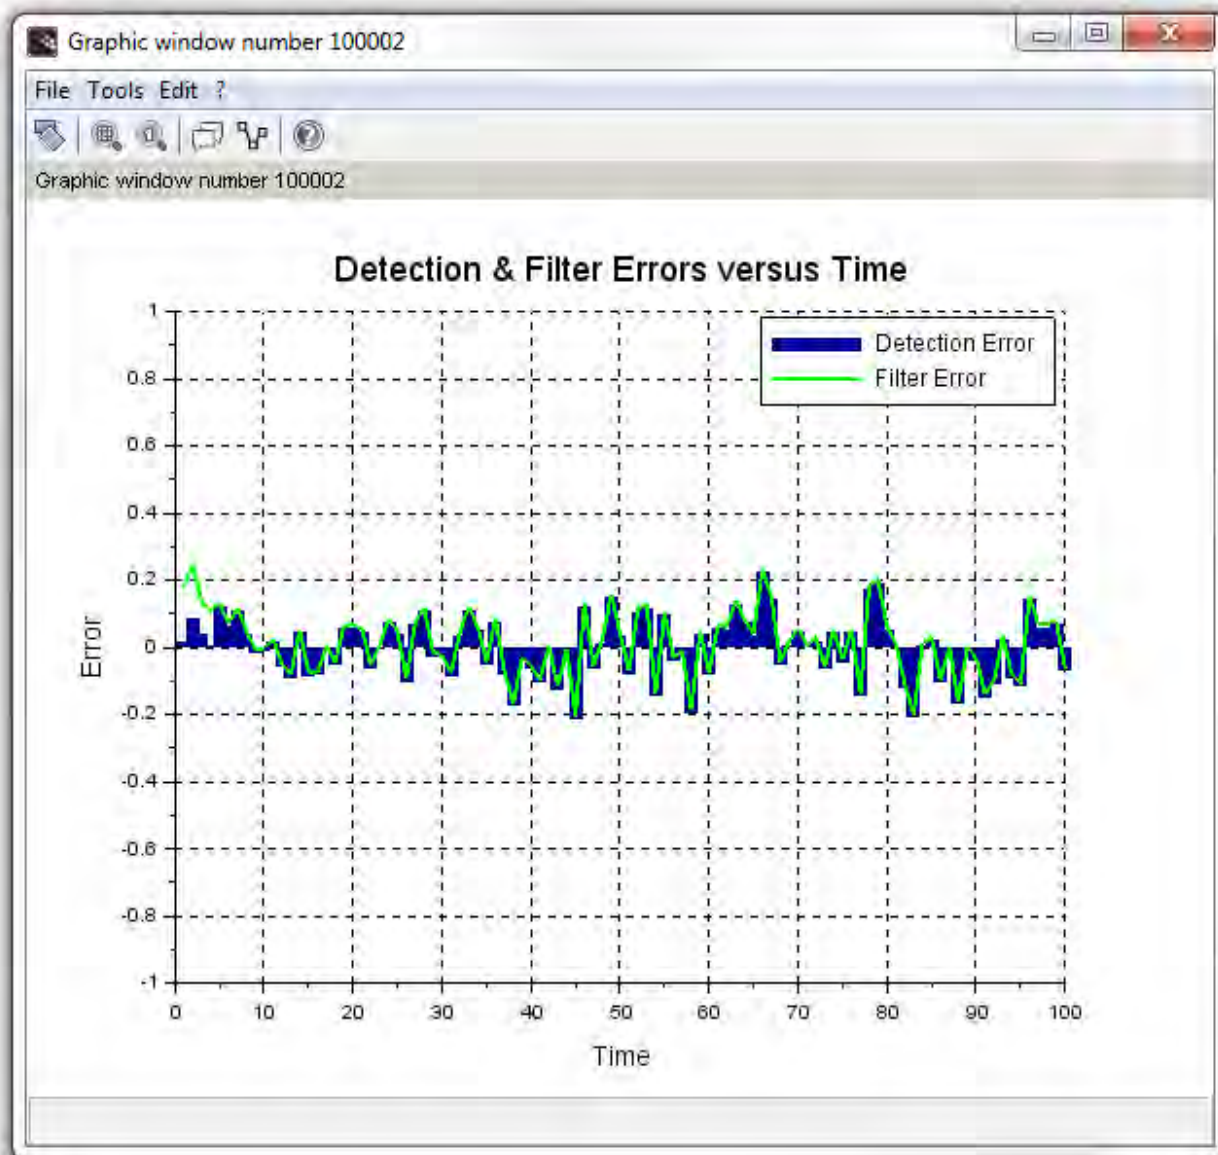 Graphic window number 100002
File Tools Edit ?
Graphic window number 100002
Detection & Filter Errors versus Time
Detection Error
Filter Error
1
0.8
0.6
0.4
0.2
0
-0.2
-0.4
-0.6
-0.8
-1
Error
0 10 20 30 40 50 60 70 80 90 100
Time